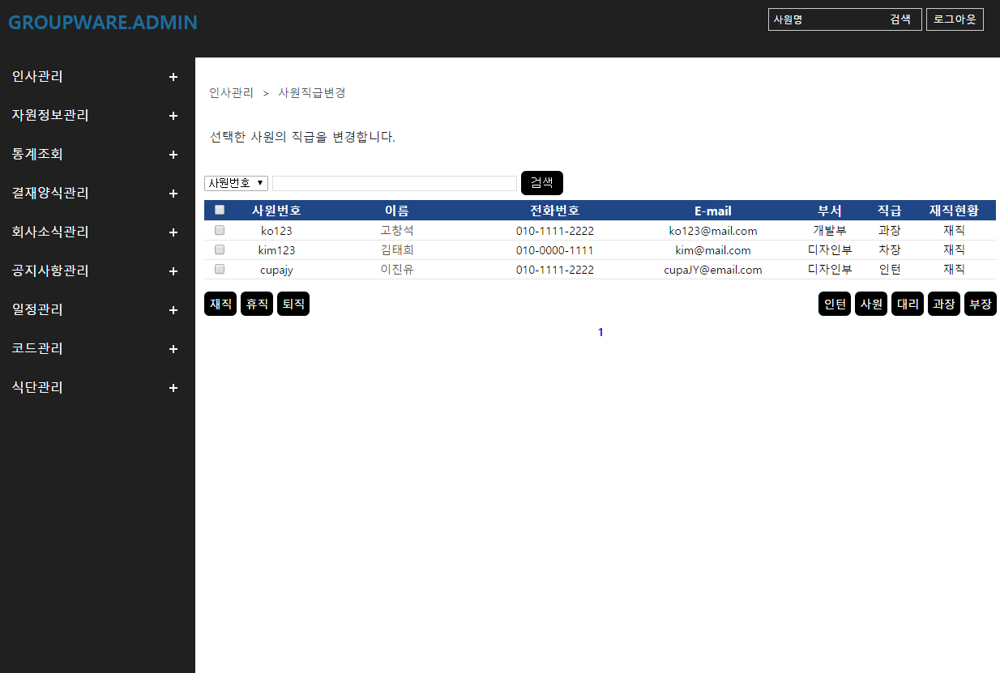 GROUPWARE.ADMIN
사원명 검색 로그아웃
인사관리 +
자원정보관리 +
통계조회 +
결재양식관리 +
회사소식관리 +
공지사항관리 +
일정관리 +
코드관리 +
식단관리 +
인사관리 > 사원직급변경
선택한 사원의 직급을 변경합니다.
사원번호 ▼ 검색
사원번호 이름 전화번호 E-mail 부서 직급 재직현황
ko123 고창석 010-1111-2222 ko123@mail.com 개발부 과장 재직
kim123 김태희 010-0000-1111 kim@mail.com 디자인부 차장 재직
cupajy 이진유 010-1111-2222 cupaJY@email.com 디자인부 인턴 재직
재직 휴직 퇴직 인턴 사원 대리 과장 부장
1